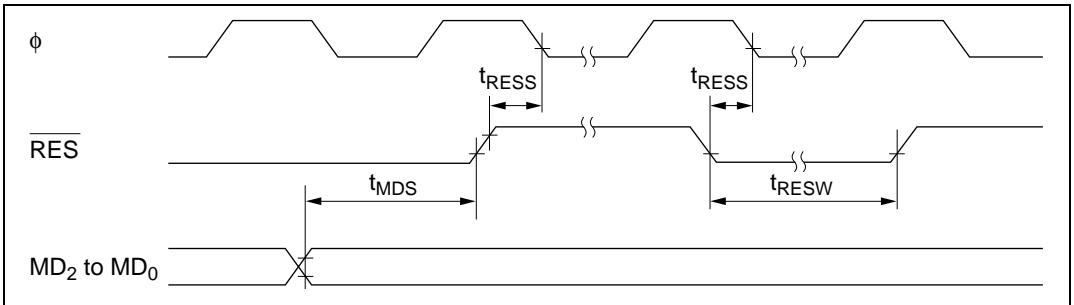 φ
tRESS
tRESS
RES
tMDS
tRESW
MD2 to MD0